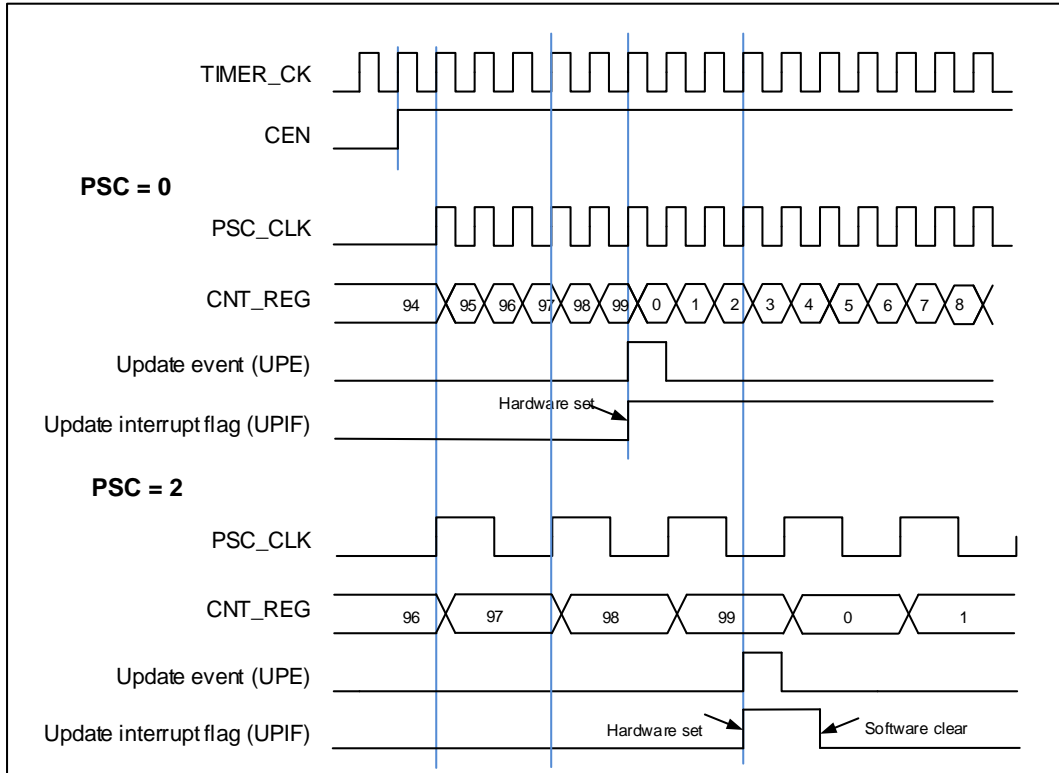 TIMER_CK
CEN
PSC = 0
PSC_CLK
CNT_REG 94 95 96 97 98 99 0 1 2 3 4 5 6 7 8
Update event (UPE)
Hardware set
Update interrupt flag (UPIF)
PSC = 2
PSC_CLK
CNT_REG 96 97 98 99 0 1
Update event (UPE)
Update interrupt flag (UPIF) Hardware set Software clear